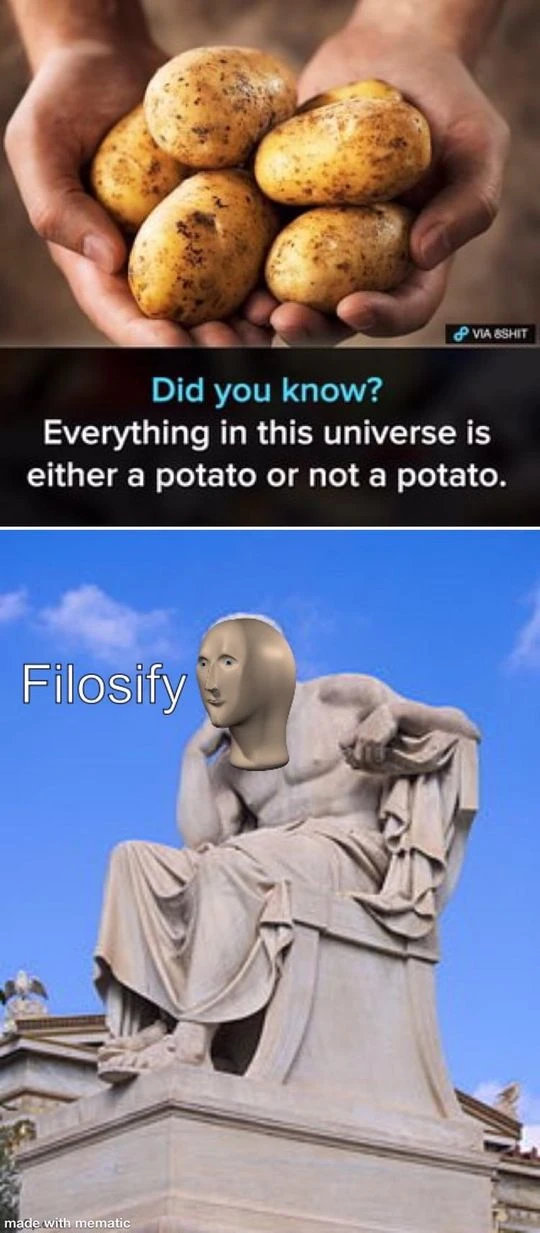 VIA 8SHIT
Did you know?
Everything in this universe is
either a potato or not a potato.
Filosify
made with mematic